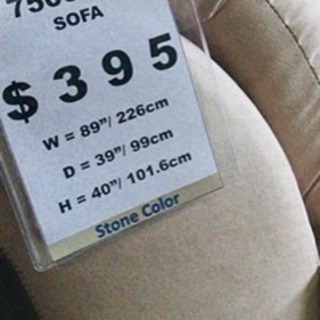 SOFA
$395
W = 89"/ 226cm
D = 39"/ 99cm
H = 40"/ 101.6cm
Stone Color